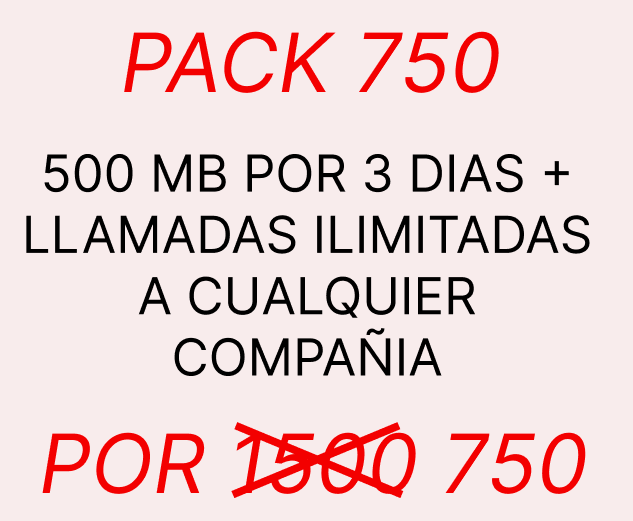 PACK 750
500 MB POR 3 DIAS +
LLAMADAS ILIMITADAS
A CUALQUIER
COMPAÑIA
POR 1500 750